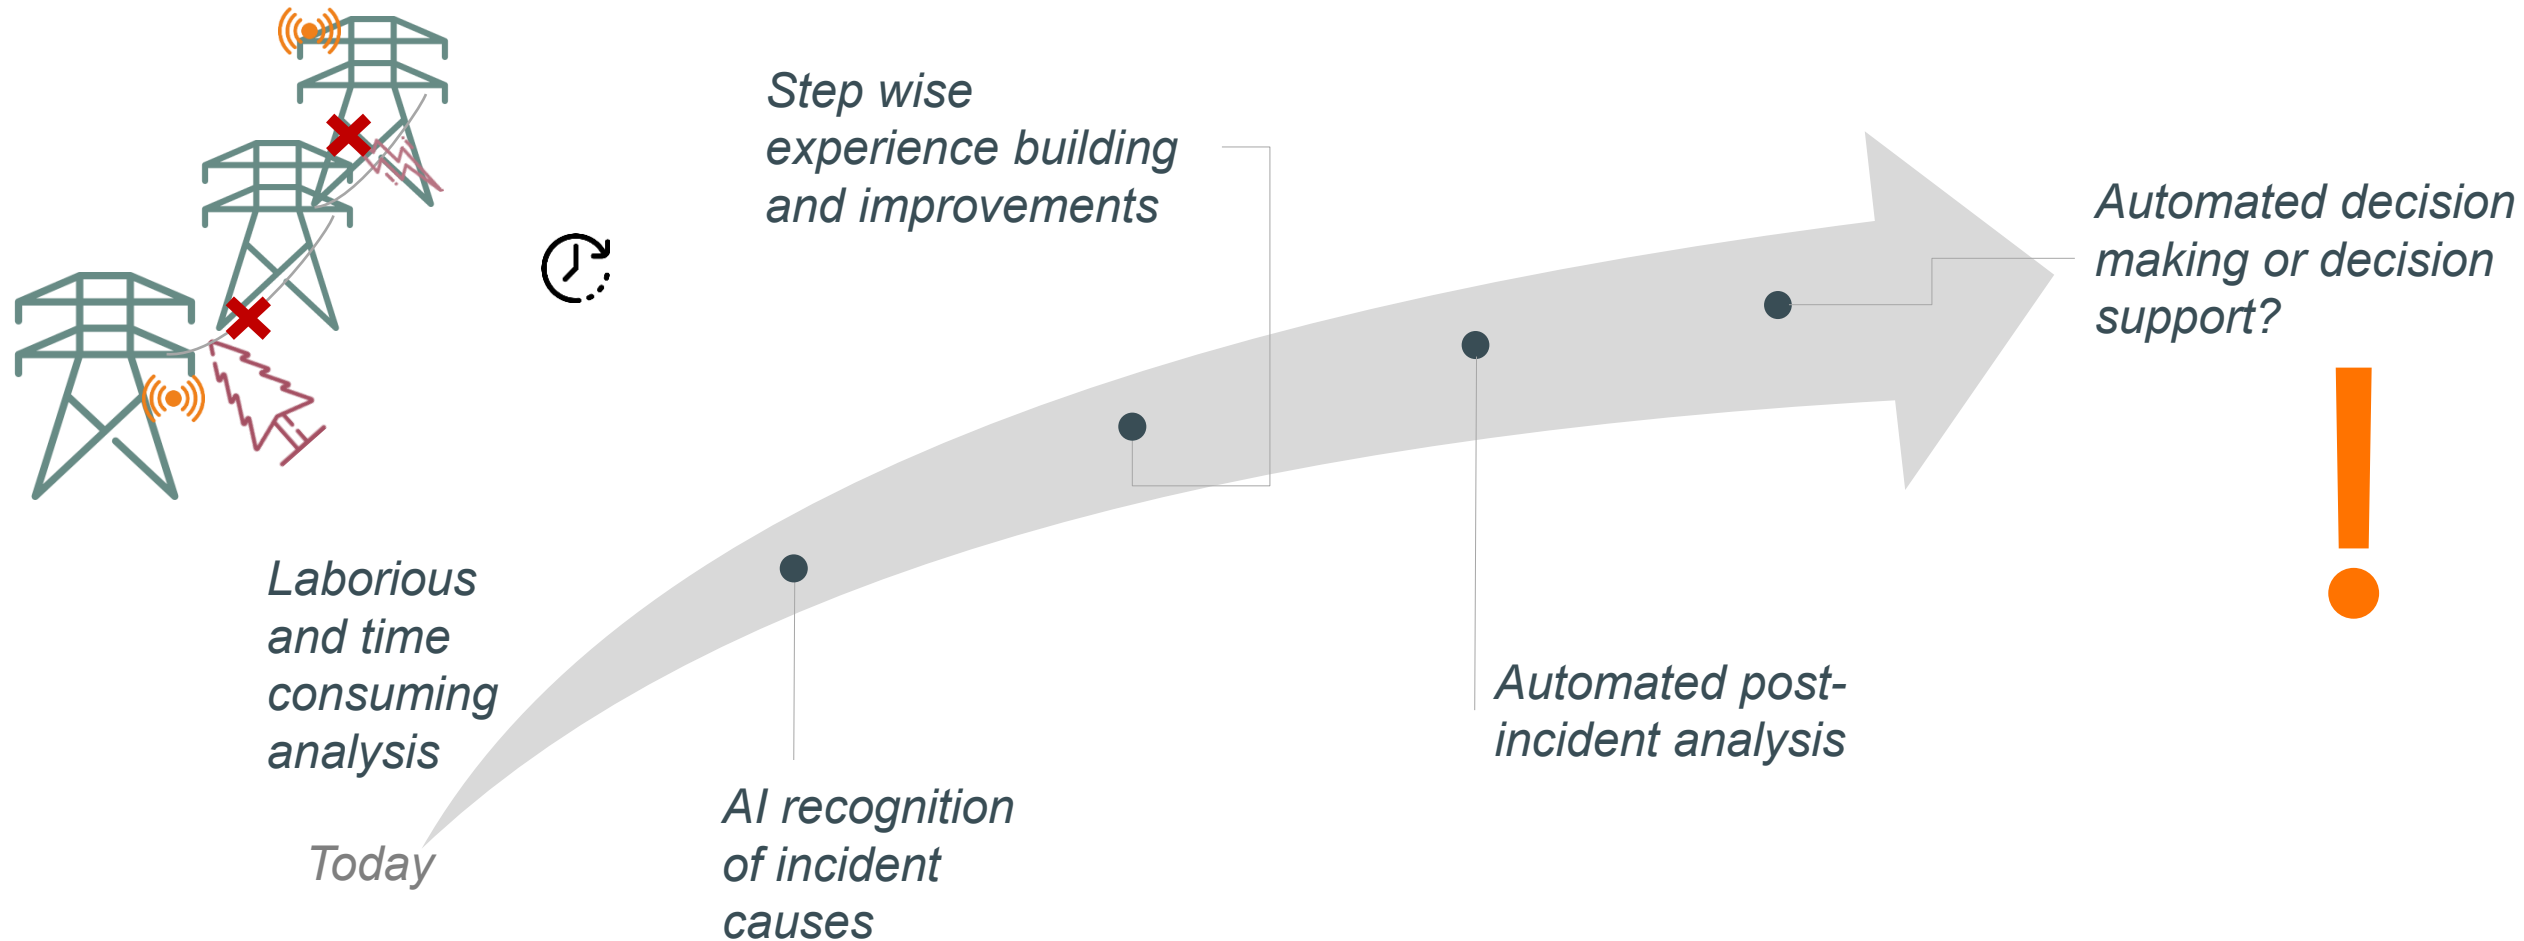 Step wise
experience building
and improvements
Automated decision
making or decision
support?
Laborious
and time
consuming
analysis
Automated post-
incident analysis
AI recognition
of incident
causes
Today